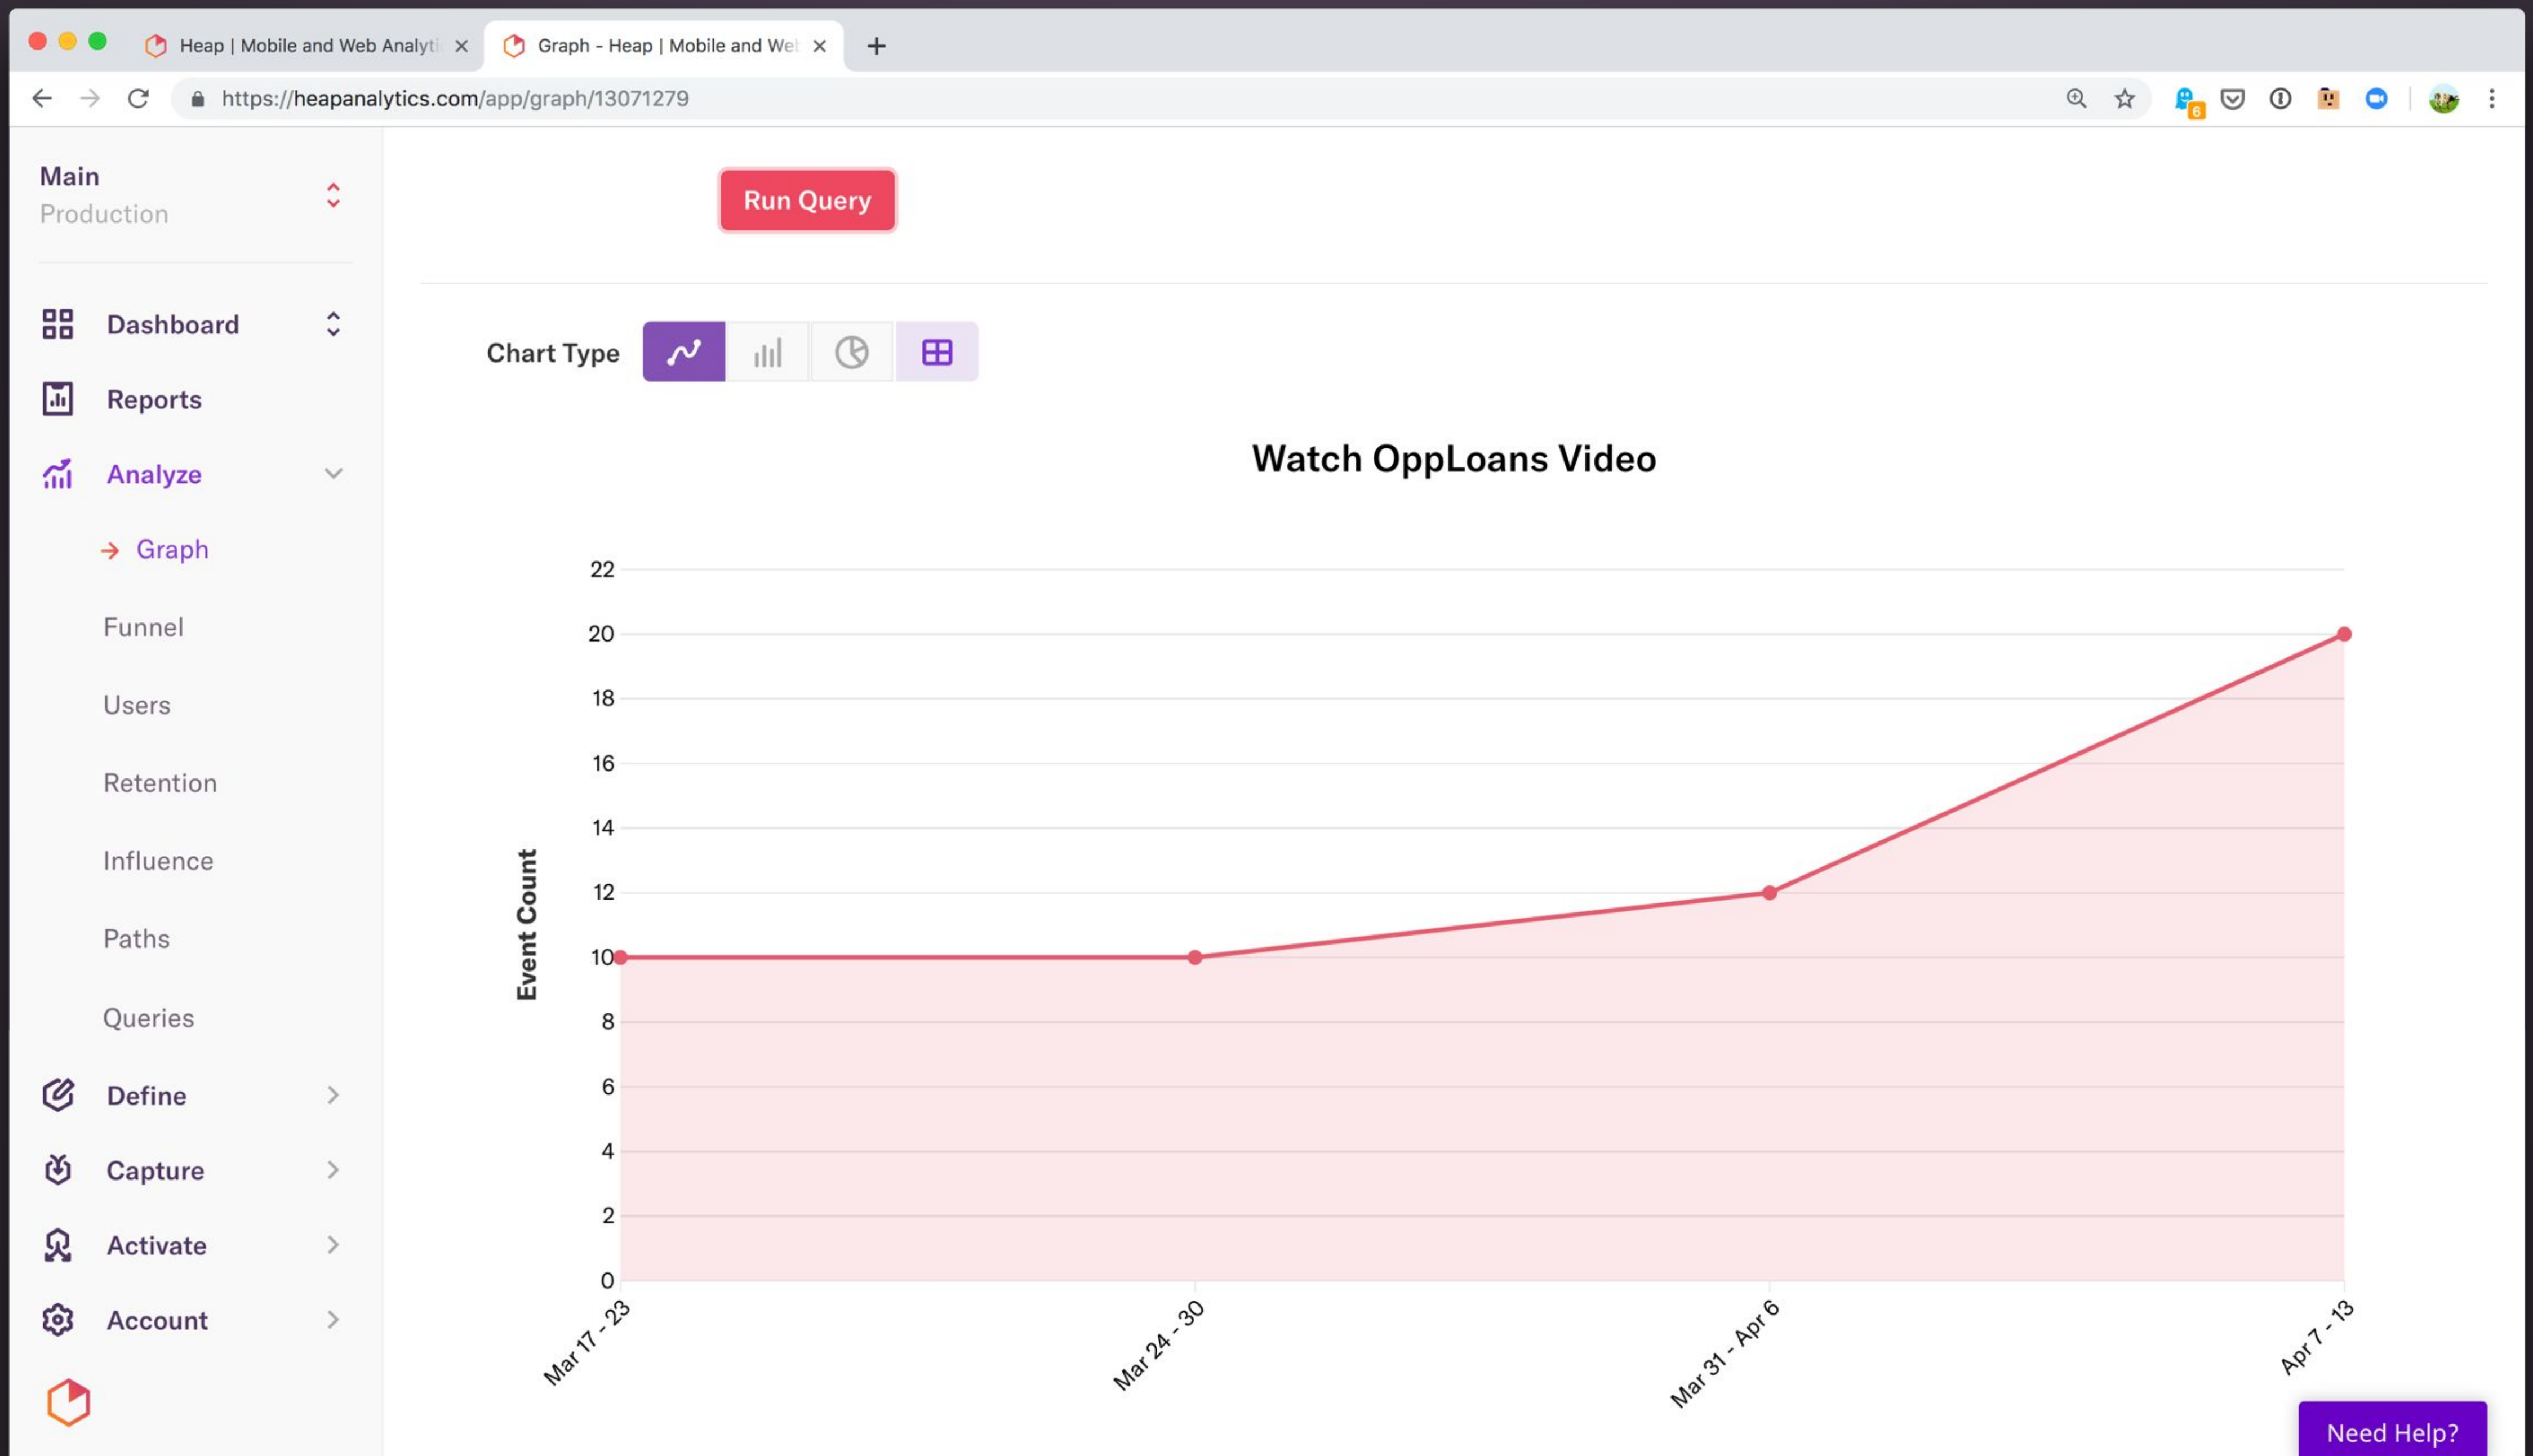 Heap | Mobile and Web Analyti
Graph - Heap | Mobile and We
https://heapanalytics.com/app/graph/13071279
6
Main
Production
Dashboard
Reports
Analyze
Graph
Funnel
Users
Retention
Influence
Paths
Queries
Define
Capture
Activate
Account
Run Query
Chart Type
Watch OppLoans Video
Event Count
22
20
18
16
14
12
10
8
6
4
2
0
Mar 17 - 23
Mar 24 - 30
Mar 31 - Apr 6
Apr 7 - 13
Need Help?